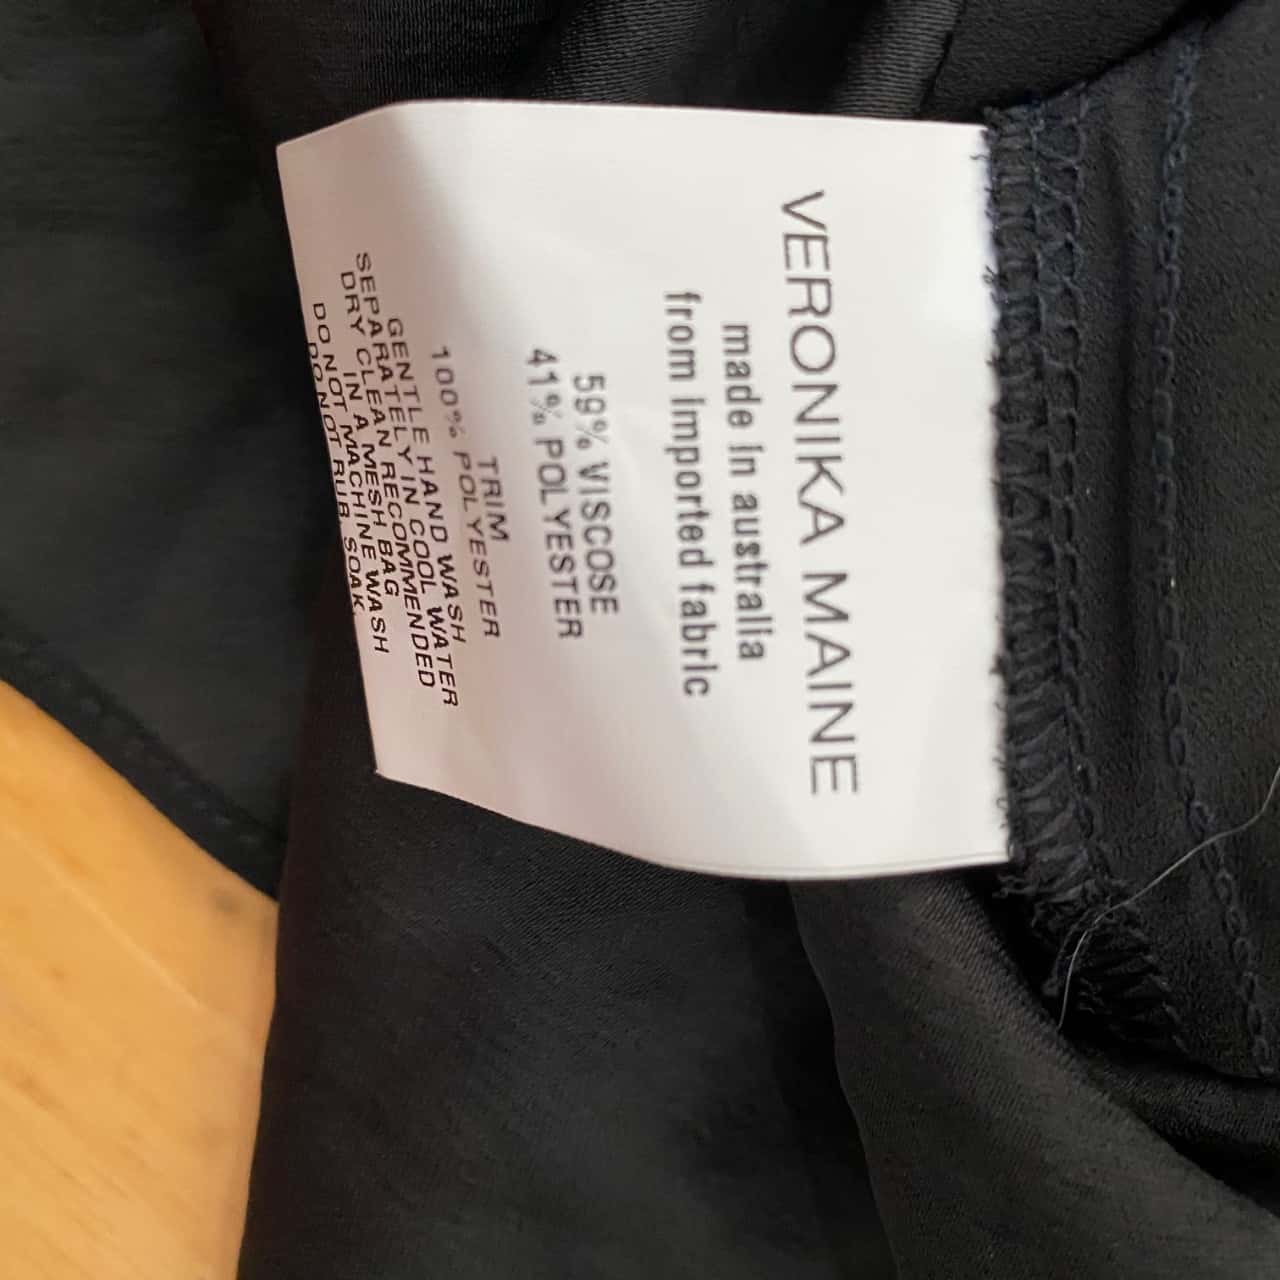 VERONIKA MAINE
made in australia
from imported fabric
59% VISCOSE
41% POLYESTER
TRIM
100% POLYESTER
GENTLE HAND WASH
SEPARATELY IN COOL WATER
DRY CLEAN RECOMMENDED
IN A MESH BAG
DO NOT MACHINE WASH
DO NOT RUB SOAK